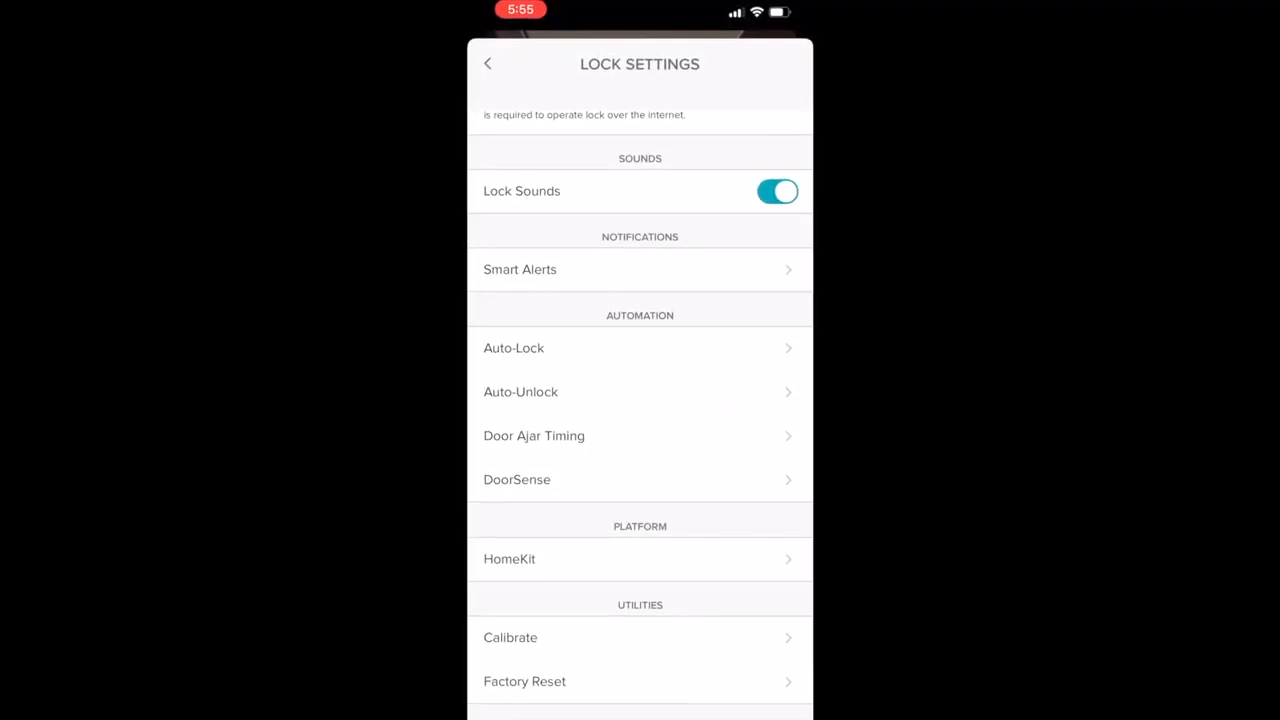 5:55
LOCK SETTINGS
is required to operate lock over the internet.
SOUNDS
Lock Sounds
NOTIFICATIONS
Smart Alerts
AUTOMATION
Auto-Lock
Auto-Unlock
Door Ajar Timing
DoorSense
PLATFORM
HomeKit
UTILITIES
Calibrate
Factory Reset